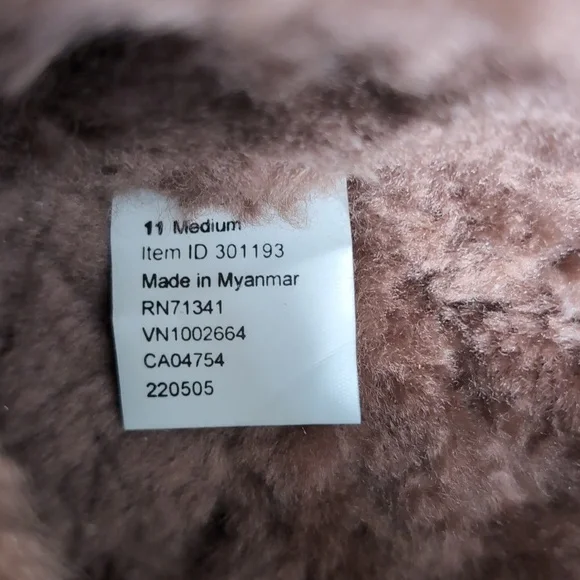 11 Medium
Item ID 301193
Made in Myanmar
RN71341
VN1002664
CA04754
220505